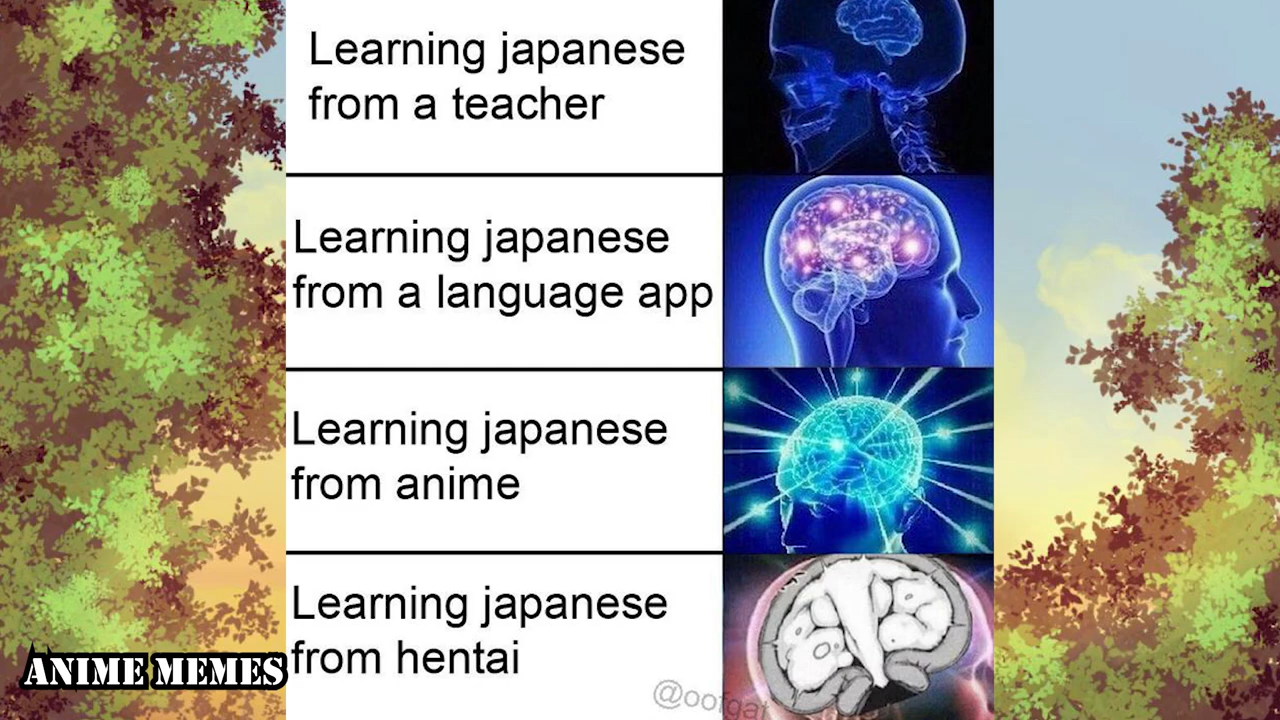 Learning japanese
from a teacher
Learning japanese
from a language app
Learning japanese
from anime
Learning japanese
from hentai
ANIME MEMES